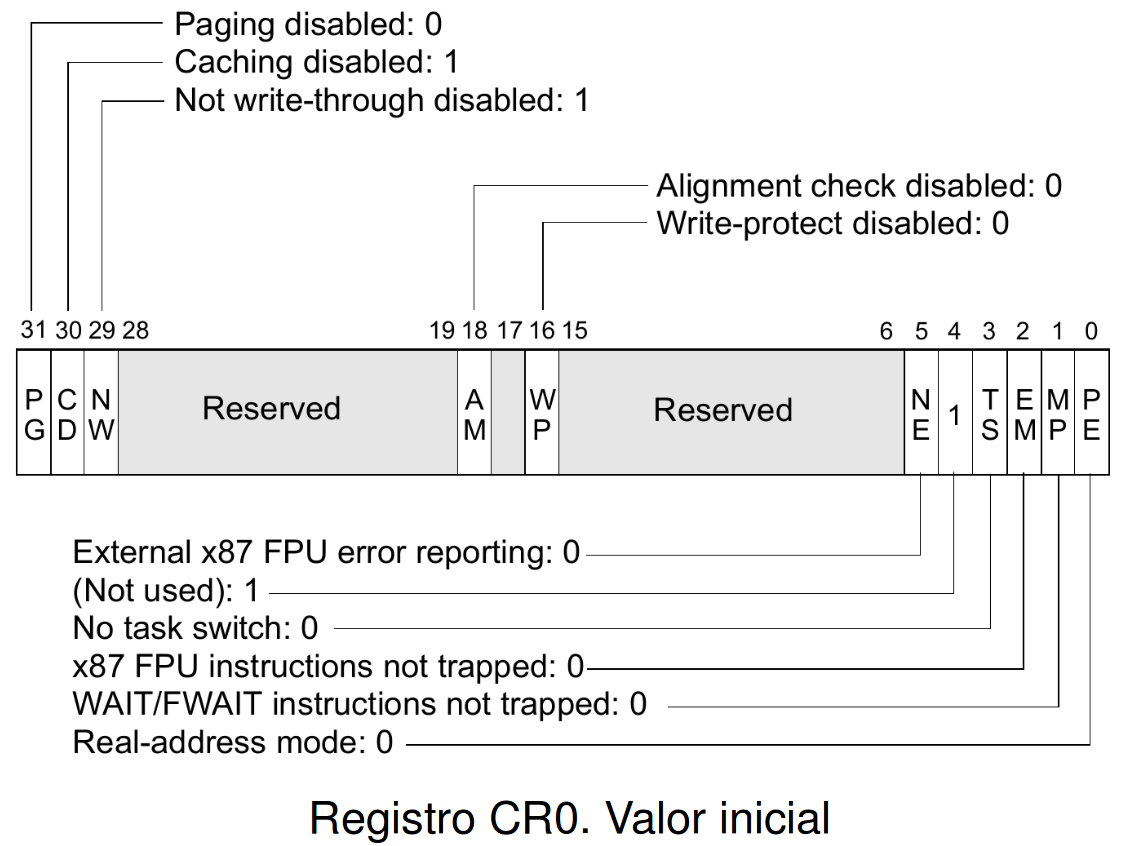 Paging disabled: 0
Caching disabled: 1
Not write-through disabled: 1
Alignment check disabled: 0
Write-protect disabled: 0
31 30 29 28 19 18 17 16 15 6 5 4 3 2 1 0
PG CD NW Reserved AM WP Reserved NE 1 TS EM MP PE
External x87 FPU error reporting: 0
(Not used): 1
No task switch: 0
x87 FPU instructions not trapped: 0
WAIT/FWAIT instructions not trapped: 0
Real-address mode: 0
Registro CR0. Valor inicial